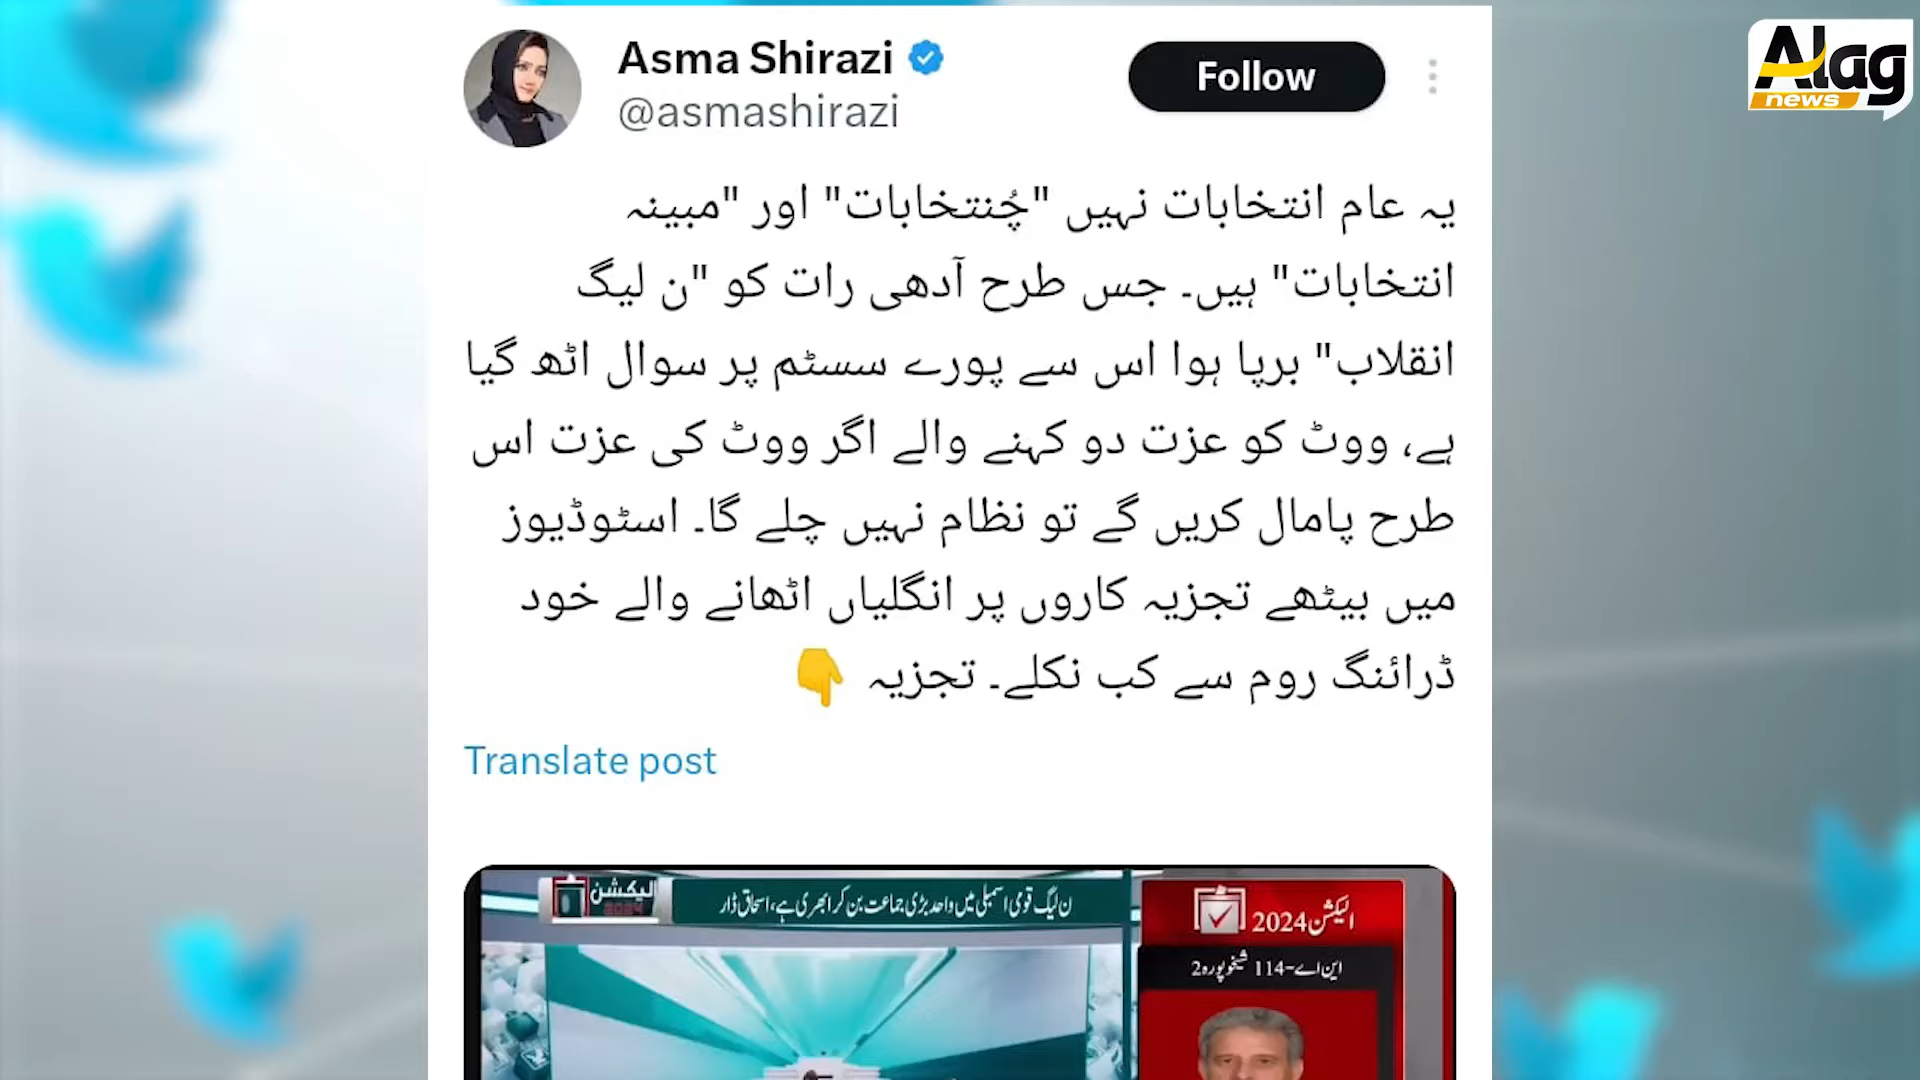 Asma Shirazi
@asmashirazi
Follow
Alag
news
یہ عام انتخابات نہیں "چُنتخابات" اور "مبینہ
انتخابات" ہیں۔ جس طرح آدھی رات کو "ن لیگ
انقلاب" برپا ہوا اس سے پورے سسٹم پر سوال اٹھ گیا
ہے، ووٹ کو عزت دو کہنے والے اگر ووٹ کی عزت اس
طرح پامال کریں گے تو نظام نہیں چلے گا۔ اسٹوڈیوز
میں بیٹھے تجزیہ کاروں پر انگلیاں اٹھانے والے خود
ڈرائنگ روم سے کب نکلے۔ تجزیہ 👇
Translate post
الیکشن
2024
ن لیگ قومی اسمبلی میں واحد بڑی جماعت بن کر ابھری ہے، اسحاق ڈار
الیکشن 2024
این اے-114 شیخوپورہ 2